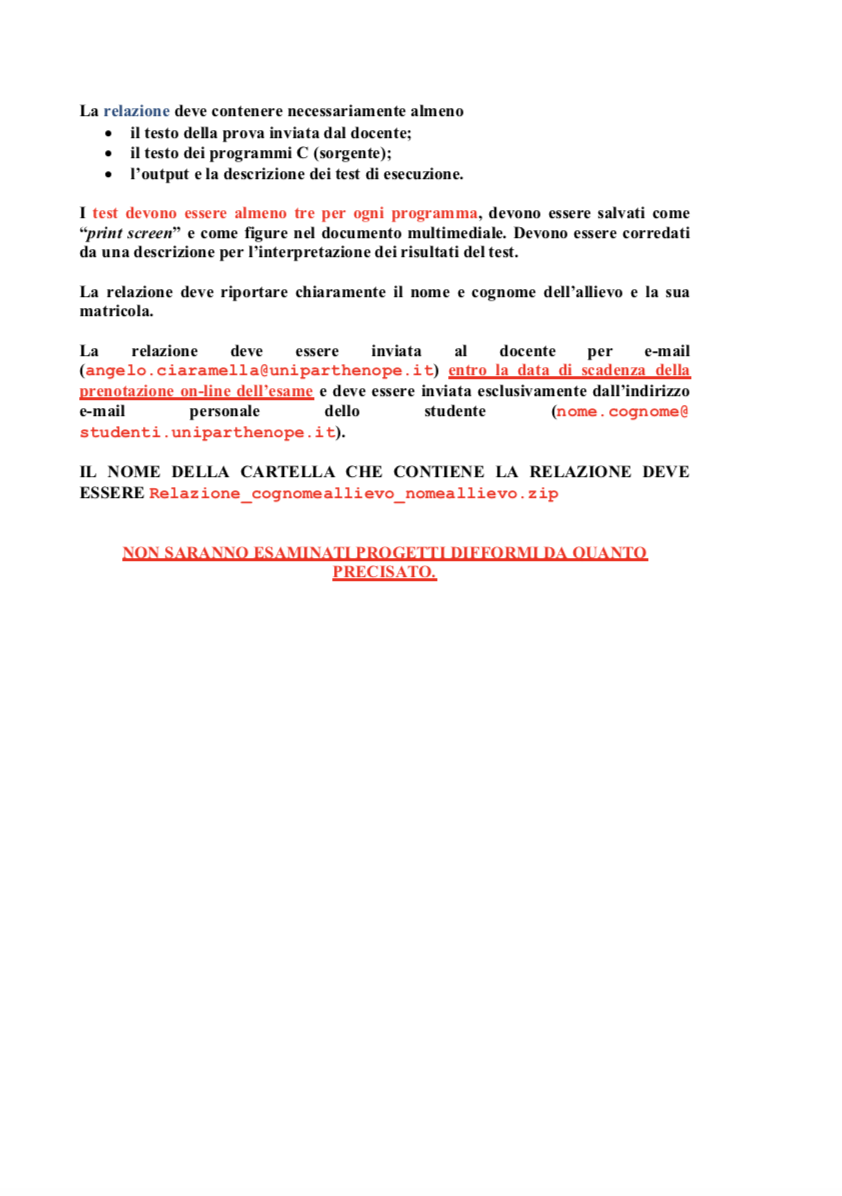 La relazione deve contenere necessariamente almeno
• il testo della prova inviata dal docente;
• il testo dei programmi C (sorgente);
• l’output e la descrizione dei test di esecuzione.
I test devono essere almeno tre per ogni programma, devono essere salvati come
“print screen” e come figure nel documento multimediale. Devono essere corredati
da una descrizione per l’interpretazione dei risultati del test.
La relazione deve riportare chiaramente il nome e cognome dell’allievo e la sua
matricola.
La relazione deve essere inviata al docente per e-mail
(angelo.ciaramella@uniparthenope.it) entro la data di scadenza della
prenotazione on-line dell’esame e deve essere inviata esclusivamente dall’indirizzo
e-mail personale dello studente (nome.cognome@
studenti.uniparthenope.it).
IL NOME DELLA CARTELLA CHE CONTIENE LA RELAZIONE DEVE
ESSERE Relazione_cognomeallievo_nomeallievo.zip
NON SARANNO ESAMINATI PROGETTI DIFFORMI DA QUANTO
PRECISATO.